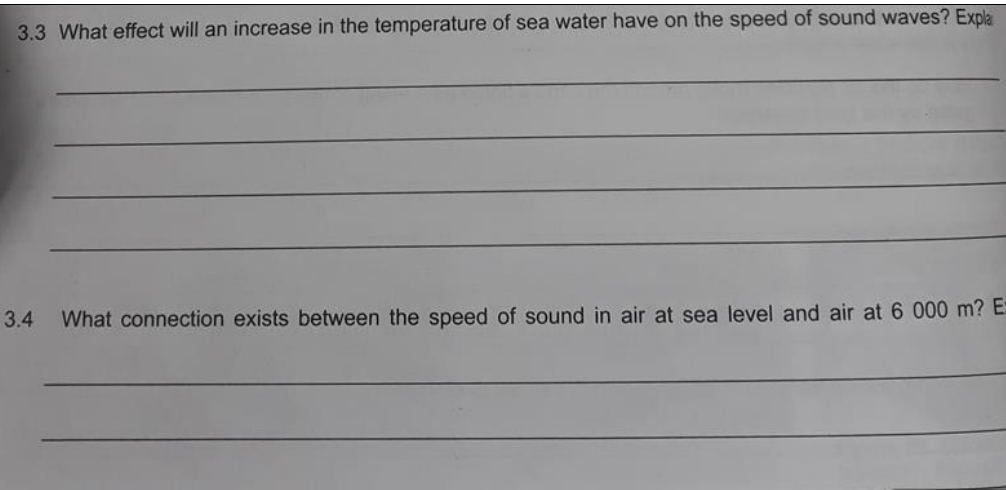 3.3 What effect will an increase in the temperature of sea water have on the speed of sound waves? Expla
3.4 What connection exists between the speed of sound in air at sea level and air at 6 000 m? E